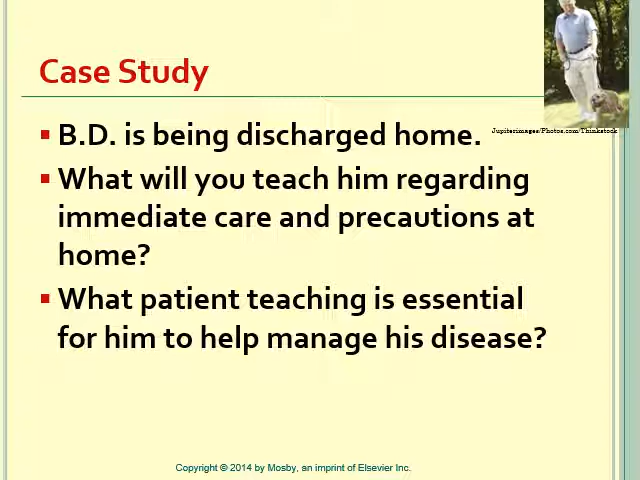 Case Study
Jupiterimages/Photos.com/Thinkstock
▪ B.D. is being discharged home.
▪ What will you teach him regarding
immediate care and precautions at
home?
▪ What patient teaching is essential
for him to help manage his disease?
Copyright © 2014 by Mosby, an imprint of Elsevier Inc.